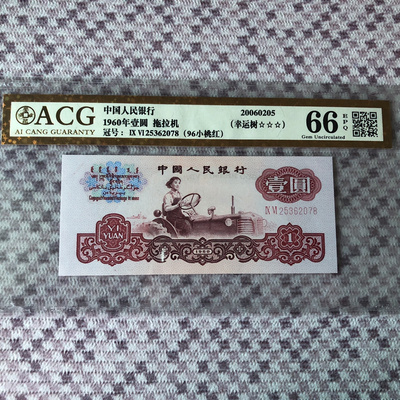 ACG
AI CANG GUARANTY
中国人民银行
1960年壹圆 拖拉机
冠号: IX VI 25362078 (96小桃红)
20060205
(幸运树☆☆☆)
66 EPQ
Gem Uncirculated
中国人民银行
壹圆
IX VI 25362078
YI YUAN
1
1960